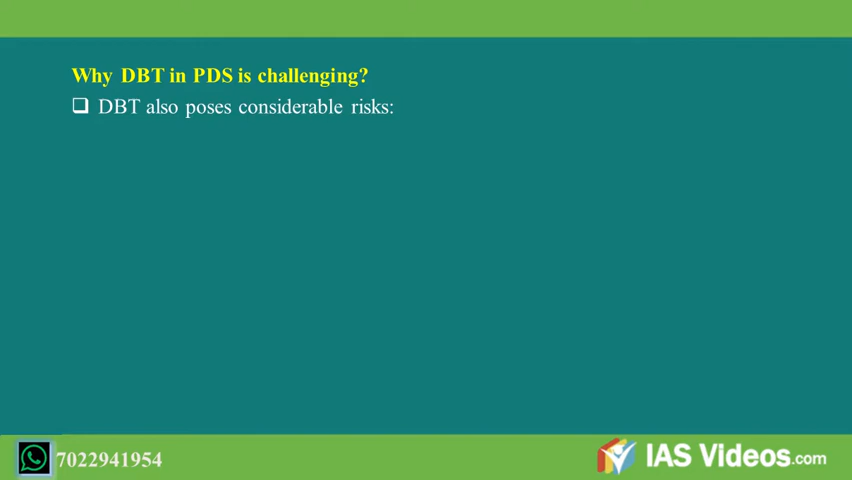 Why DBT in PDS is challenging?
❑ DBT also poses considerable risks:
7022941954
IAS Videos.com